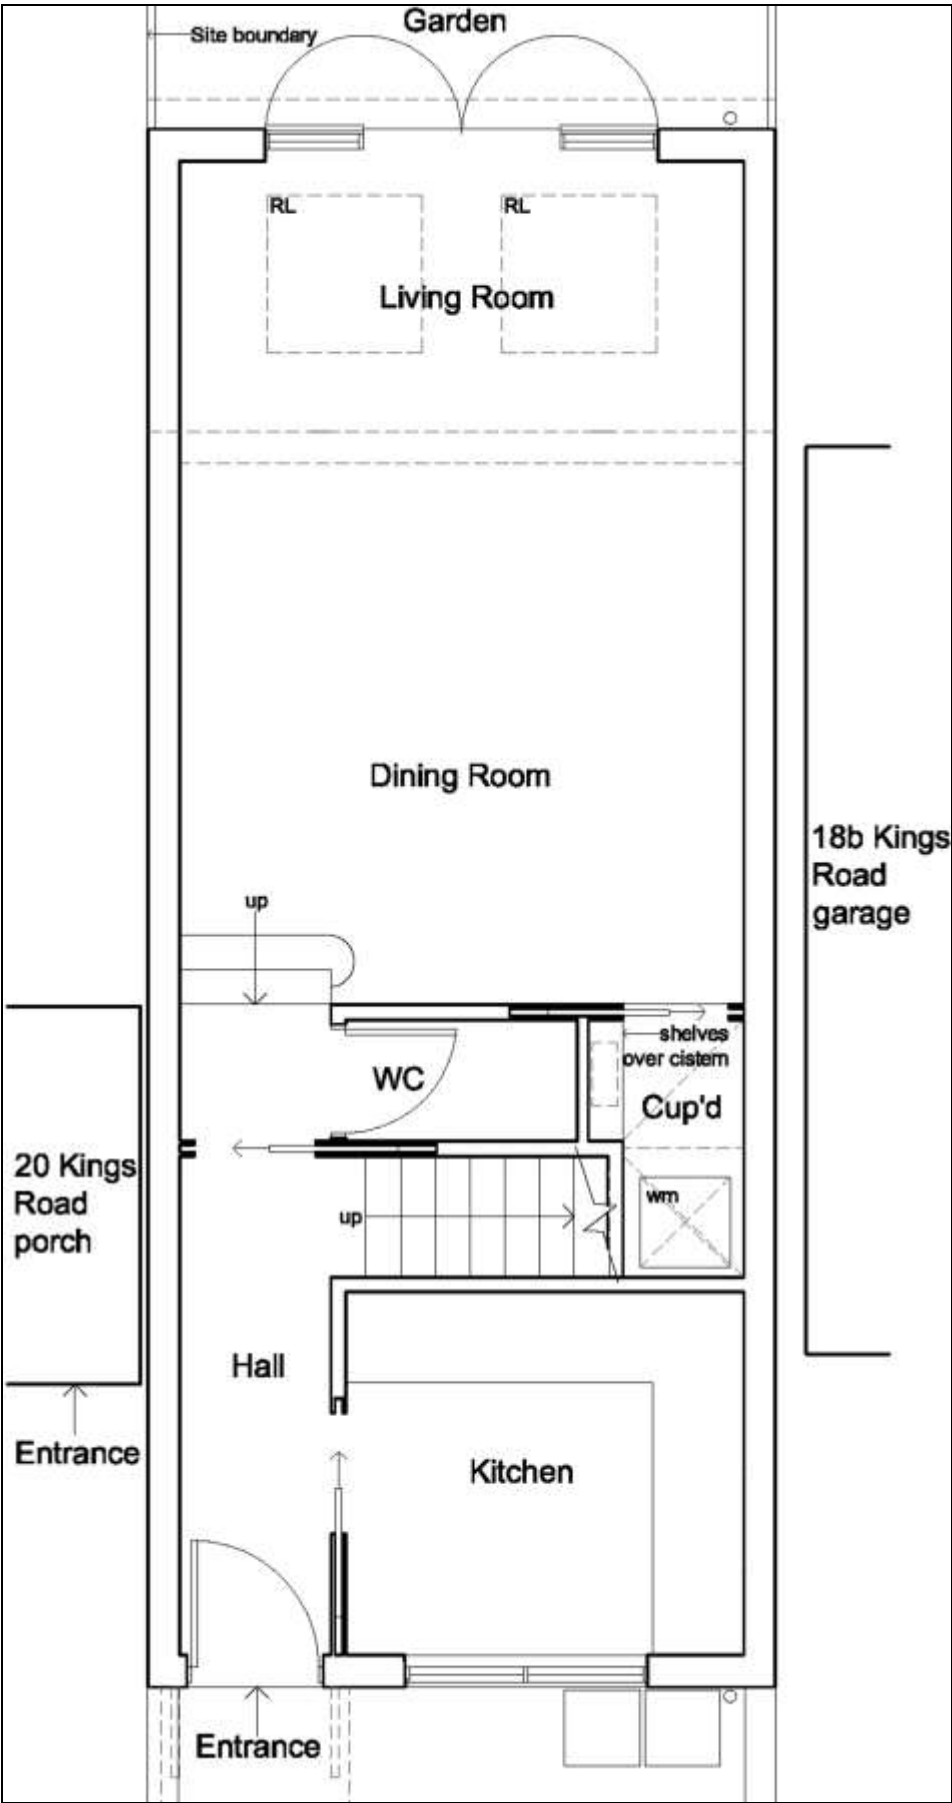 Garden
Site boundary
RL
RL
Living Room
Dining Room
18b Kings
Road
garage
up
shelves
over cistern
WC
Cup'd
20 Kings
Road
porch
wm
up
Hall
Entrance
Kitchen
Entrance